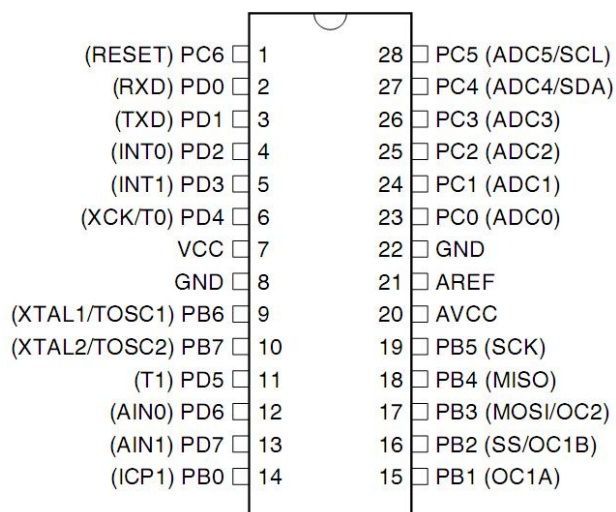 (RESET) PC6 1 28 PC5 (ADC5/SCL)
(RXD) PD0 2 27 PC4 (ADC4/SDA)
(TXD) PD1 3 26 PC3 (ADC3)
(INT0) PD2 4 25 PC2 (ADC2)
(INT1) PD3 5 24 PC1 (ADC1)
(XCK/T0) PD4 6 23 PC0 (ADC0)
VCC 7 22 GND
GND 8 21 AREF
(XTAL1/TOSC1) PB6 9 20 AVCC
(XTAL2/TOSC2) PB7 10 19 PB5 (SCK)
(T1) PD5 11 18 PB4 (MISO)
(AIN0) PD6 12 17 PB3 (MOSI/OC2)
(AIN1) PD7 13 16 PB2 (SS/OC1B)
(ICP1) PB0 14 15 PB1 (OC1A)